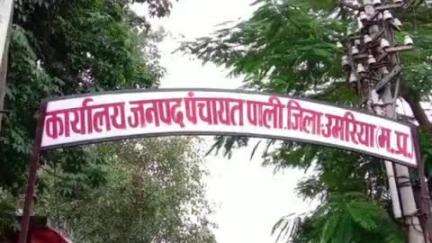 कार्यालय जनपद पंचायत पाली.जिला उमरिया (म.प्र.)